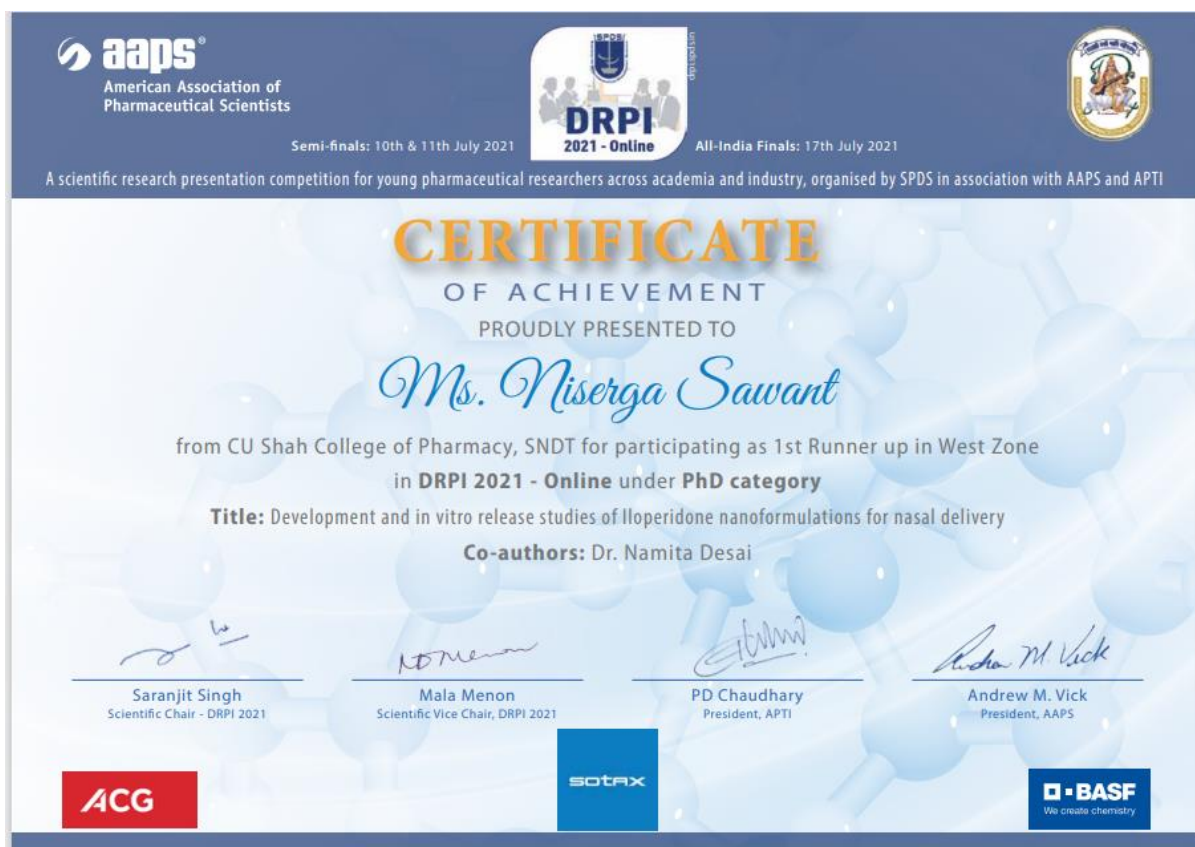 aaps®
American Association of
Pharmaceutical Scientists
SPDS
drpi.spds.in
DRPI
2021 - Online
Semi-finals: 10th & 11th July 2021
All-India Finals: 17th July 2021
A scientific research presentation competition for young pharmaceutical researchers across academia and industry, organised by SPDS in association with AAPS and APTI
CERTIFICATE
OF ACHIEVEMENT
PROUDLY PRESENTED TO
Ms. Niserga Sawant
from CU Shah College of Pharmacy, SNDT for participating as 1st Runner up in West Zone
in DRPI 2021 - Online under PhD category
Title: Development and in vitro release studies of Iloperidone nanoformulations for nasal delivery
Co-authors: Dr. Namita Desai
Andrew M. Vick
Saranjit Singh
Scientific Chair - DRPI 2021
Mala Menon
Scientific Vice Chair, DRPI 2021
PD Chaudhary
President, APTI
Andrew M. Vick
President, AAPS
ACG
SOTAX
BASF
We create chemistry